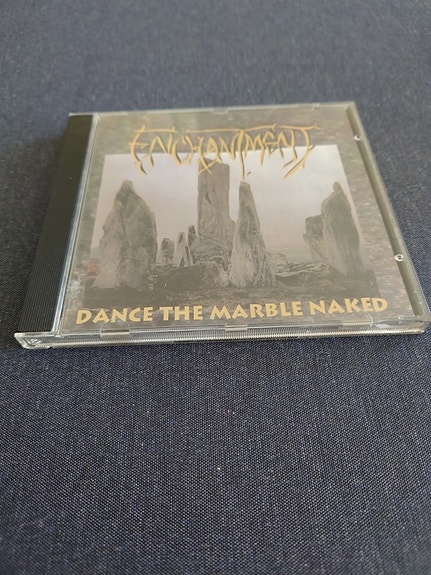 ENCHANTMENT
DANCE THE MARBLE NAKED